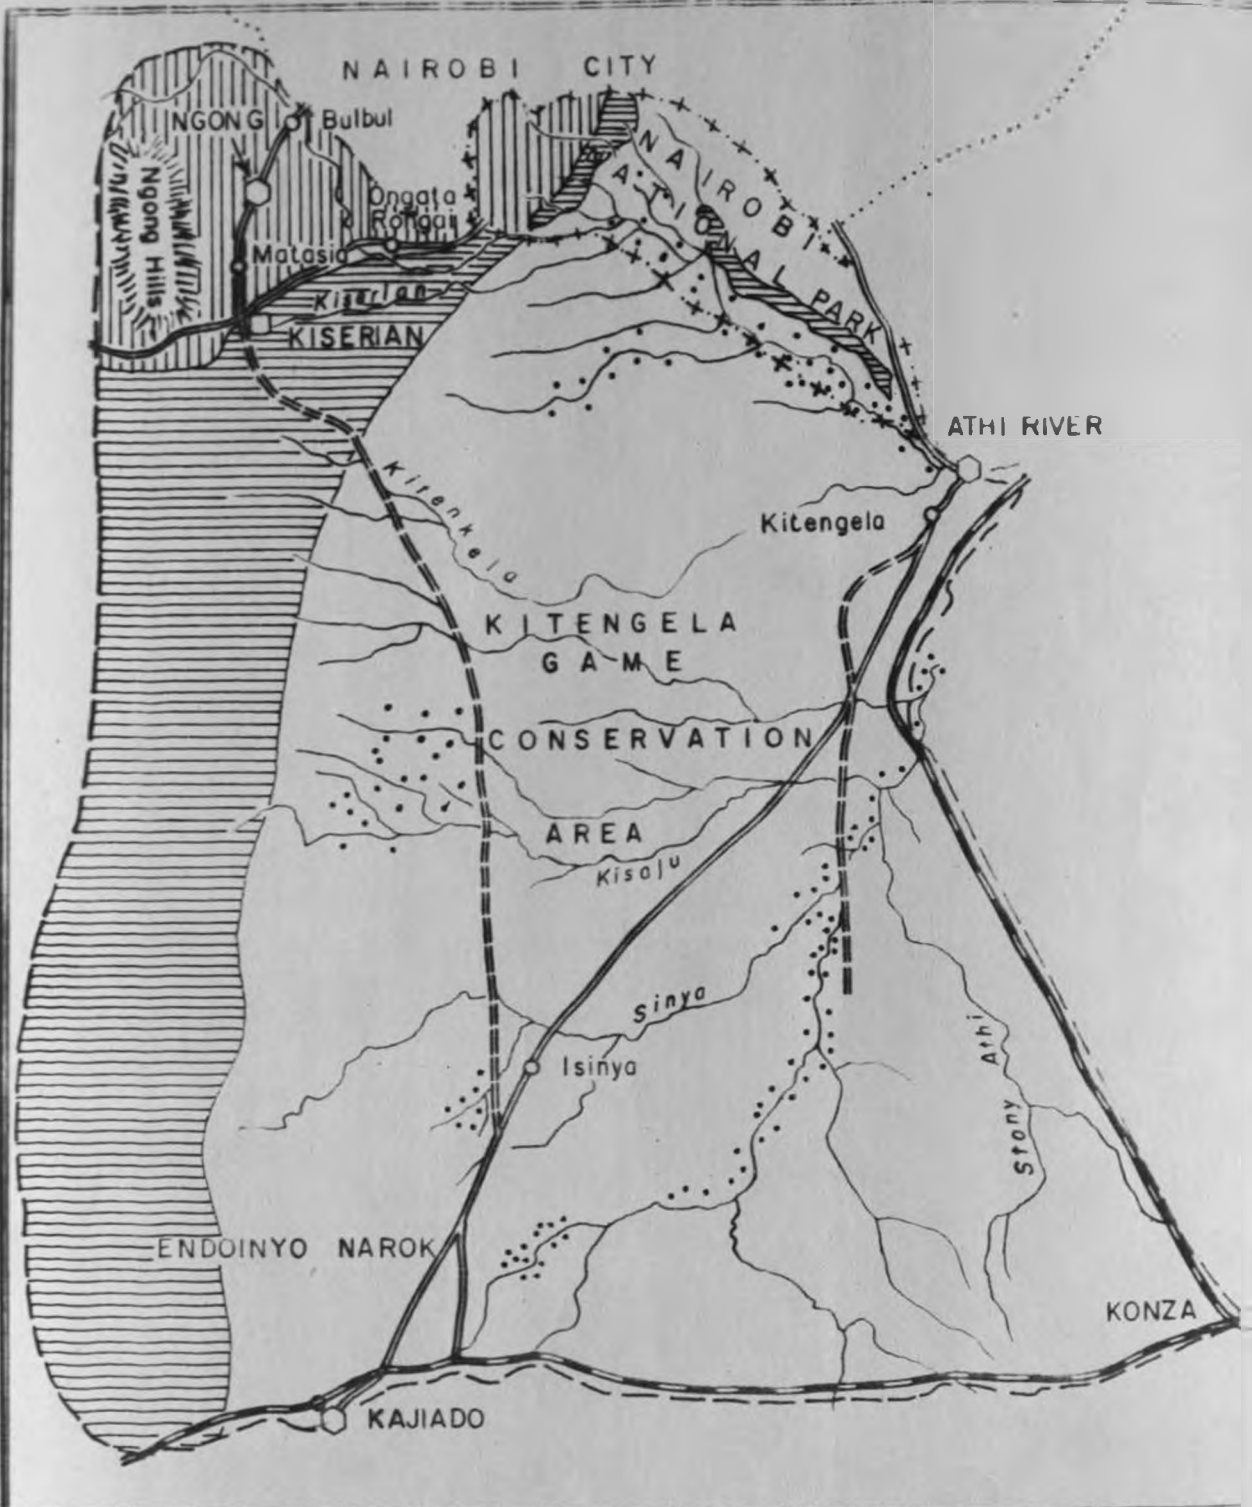 NAIROBI CITY
NGONG
Bulbul
NAIROBI
NATIONAL PARK
Ngong Hills
Ongata
Rongai
Matasia
Kiserian
KISERIAN
ATHI RIVER
Kitenkela
Kitengela
KITENGELA
GAME
CONSERVATION
AREA
Kisaju
Sinya
Isinya
Stony Athi
ENDOINYO NAROK
KONZA
KAJIADO